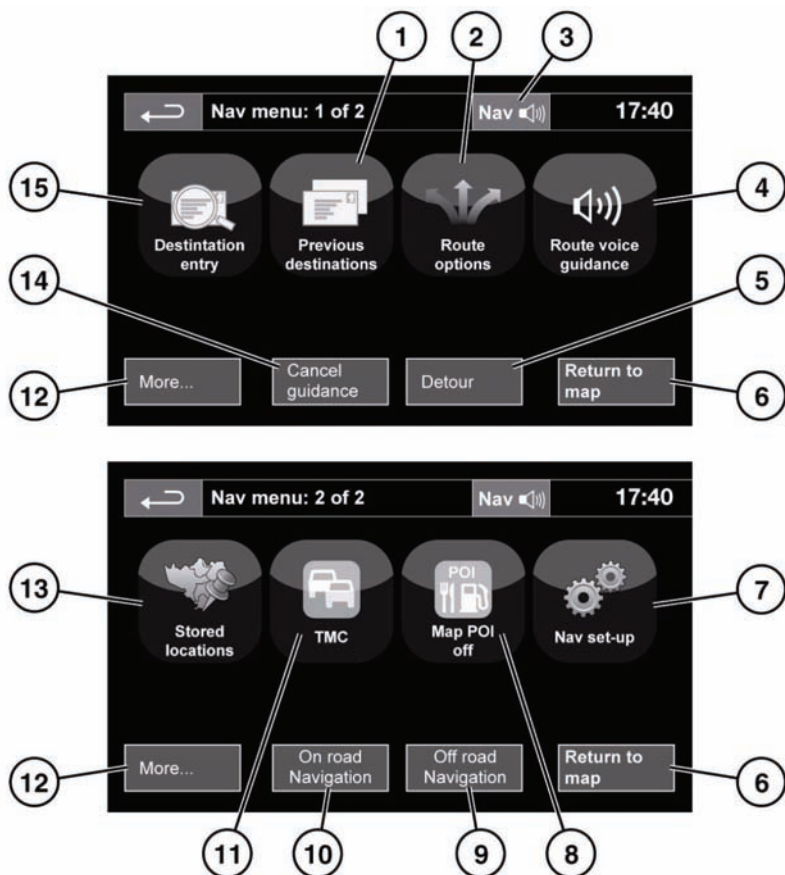 1 2 3
Nav menu: 1 of 2 Nav 17:40
15 4
Destintation entry
Previous destinations
Route options
Route voice guidance
14 5
12 More...
Cancel guidance
Detour
Return to map 6
Nav menu: 2 of 2 Nav 17:40
13 7
Stored locations
TMC
POI
Map POI off
Nav set-up
12 More...
On road Navigation
Off road Navigation
Return to map 6
11 10 9 8